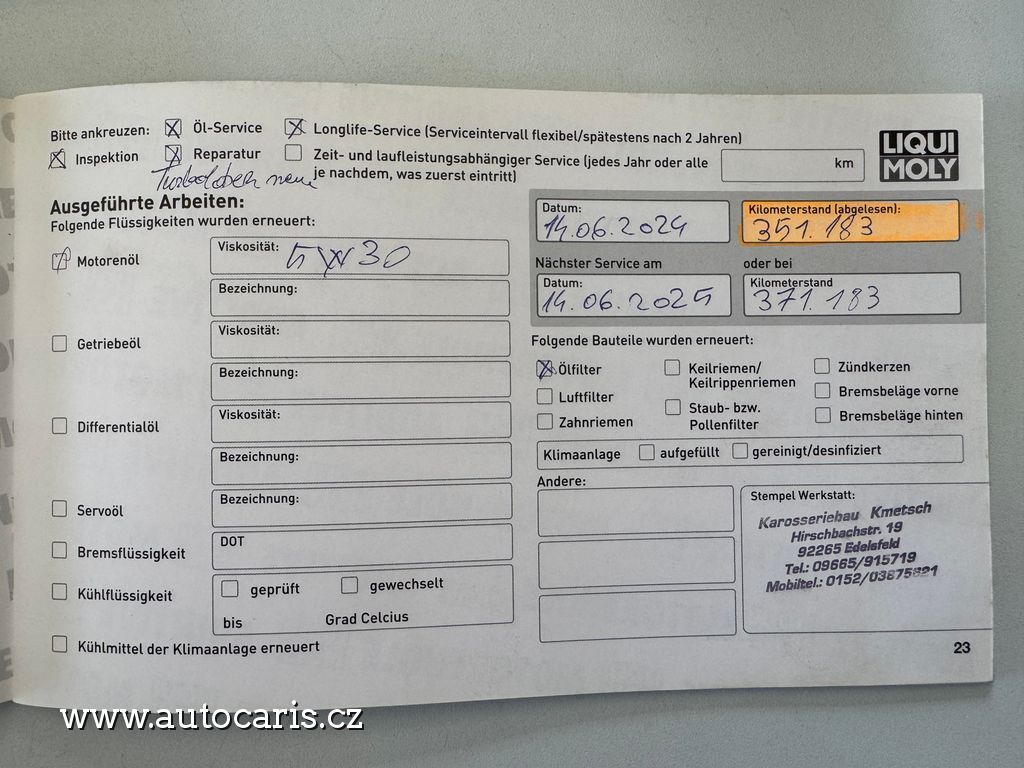 Bitte ankreuzen: Öl-Service Longlife-Service (Serviceintervall flexibel/spätestens nach 2 Jahren)
LIQUI
MOLY
Inspektion Reparatur Zeit- und laufleistungsabhängiger Service (jedes Jahr oder alle
je nachdem, was zuerst eintritt) km
neu
Ausgeführte Arbeiten:
Folgende Flüssigkeiten wurden erneuert:
Motorenöl
Viskosität: 5W30
Bezeichnung:
Getriebeöl
Viskosität:
Bezeichnung:
Differentialöl
Viskosität:
Bezeichnung:
Servoöl
Bezeichnung:
Bremsflüssigkeit
DOT
Kühlflüssigkeit
geprüft gewechselt
bis Grad Celcius
Kühlmittel der Klimaanlage erneuert
Datum: 14.06.2024
Kilometerstand (abgelesen): 351.183
Nächster Service am oder bei
Datum: 14.06.2025
Kilometerstand 371.183
Folgende Bauteile wurden erneuert:
Ölfilter Keilriemen/ Zündkerzen
Keilrippenriemen
Luftfilter Bremsbeläge vorne
Zahnriemen Staub- bzw. Bremsbeläge hinten
Pollenfilter
Klimaanlage aufgefüllt gereinigt/desinfiziert
Andere:
Stempel Werkstatt:
Karosseriebau Kmetsch
Hirschbachstr. 19
92265 Edelsfeld
Tel.: 09665/915719
Mobiltel.: 0152/03875821
23
www.autocaris.cz